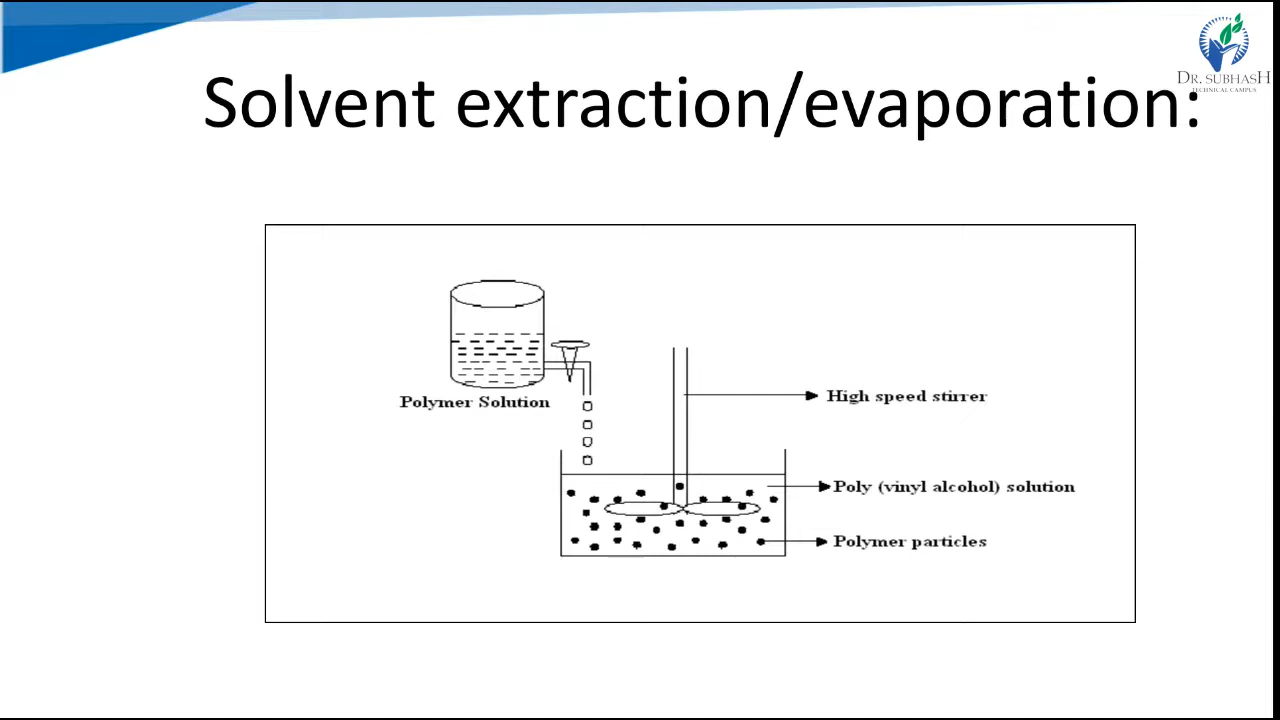 DR. SUBHASH
TECHNICAL CAMPUS
Solvent extraction/evaporation:
Polymer Solution
High speed stirrer
Poly (vinyl alcohol) solution
Polymer particles